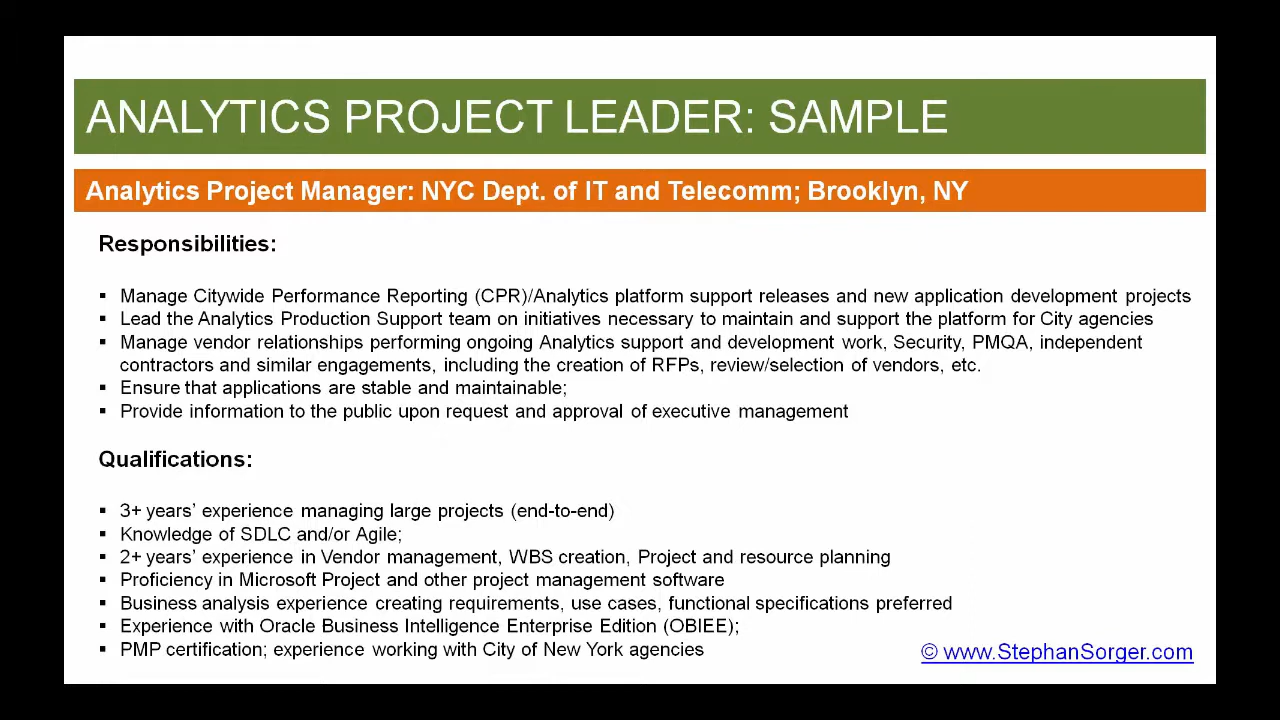 ANALYTICS PROJECT LEADER: SAMPLE
Analytics Project Manager: NYC Dept. of IT and Telecomm; Brooklyn, NY
Responsibilities:
▪ Manage Citywide Performance Reporting (CPR)/Analytics platform support releases and new application development projects
▪ Lead the Analytics Production Support team on initiatives necessary to maintain and support the platform for City agencies
▪ Manage vendor relationships performing ongoing Analytics support and development work, Security, PMQA, independent
contractors and similar engagements, including the creation of RFPs, review/selection of vendors, etc.
▪ Ensure that applications are stable and maintainable;
▪ Provide information to the public upon request and approval of executive management
Qualifications:
▪ 3+ years’ experience managing large projects (end-to-end)
▪ Knowledge of SDLC and/or Agile;
▪ 2+ years’ experience in Vendor management, WBS creation, Project and resource planning
▪ Proficiency in Microsoft Project and other project management software
▪ Business analysis experience creating requirements, use cases, functional specifications preferred
▪ Experience with Oracle Business Intelligence Enterprise Edition (OBIEE);
▪ PMP certification; experience working with City of New York agencies
© www.StephanSorger.com